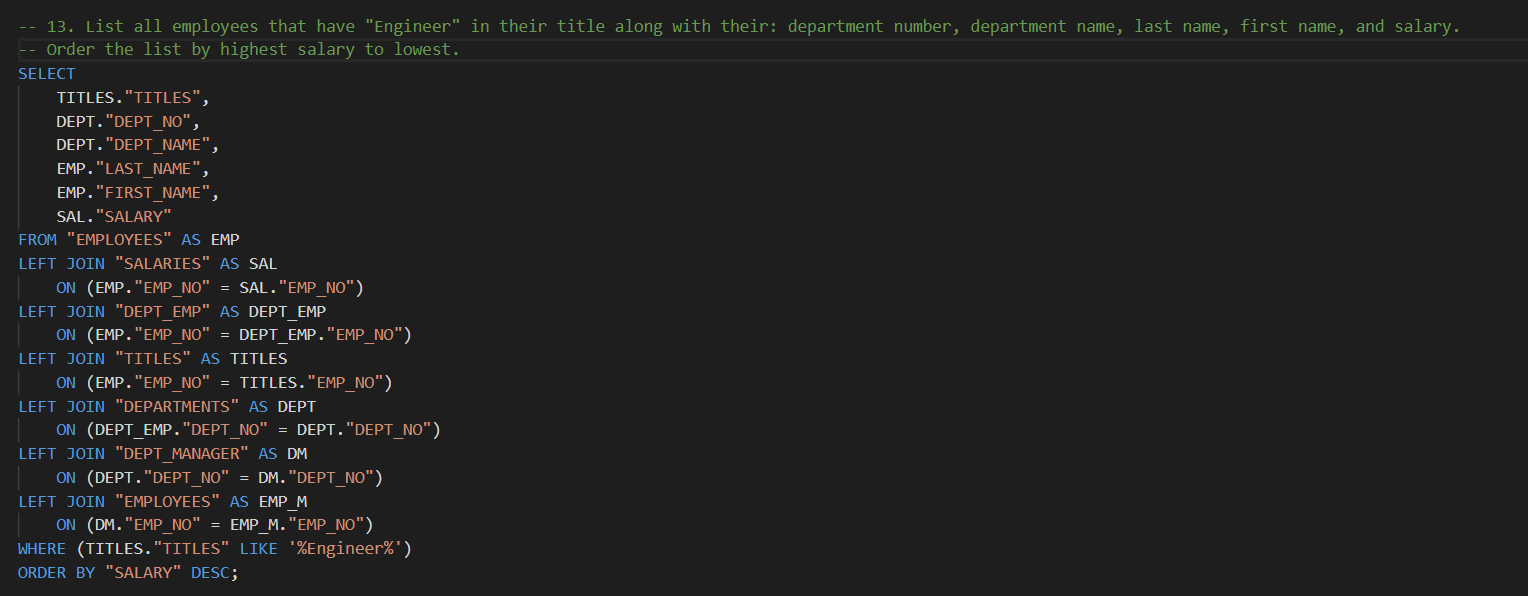 -- 13. List all employees that have "Engineer" in their title along with their: department number, department name, last name, first name, and salary.
-- Order the list by highest salary to lowest.
SELECT
    TITLES."TITLES",
    DEPT."DEPT_NO",
    DEPT."DEPT_NAME",
    EMP."LAST_NAME",
    EMP."FIRST_NAME",
    SAL."SALARY"
FROM "EMPLOYEES" AS EMP
LEFT JOIN "SALARIES" AS SAL
    ON (EMP."EMP_NO" = SAL."EMP_NO")
LEFT JOIN "DEPT_EMP" AS DEPT_EMP
    ON (EMP."EMP_NO" = DEPT_EMP."EMP_NO")
LEFT JOIN "TITLES" AS TITLES
    ON (EMP."EMP_NO" = TITLES."EMP_NO")
LEFT JOIN "DEPARTMENTS" AS DEPT
    ON (DEPT_EMP."DEPT_NO" = DEPT."DEPT_NO")
LEFT JOIN "DEPT_MANAGER" AS DM
    ON (DEPT."DEPT_NO" = DM."DEPT_NO")
LEFT JOIN "EMPLOYEES" AS EMP_M
    ON (DM."EMP_NO" = EMP_M."EMP_NO")
WHERE (TITLES."TITLES" LIKE '%Engineer%')
ORDER BY "SALARY" DESC;